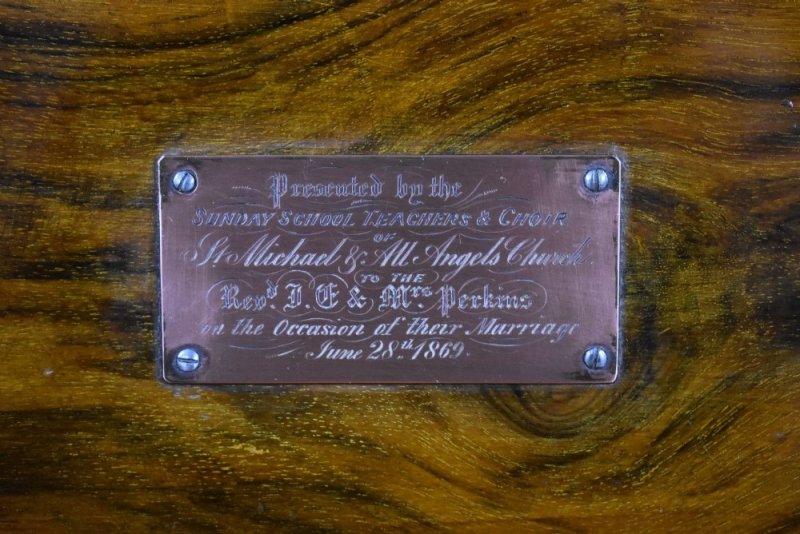 Presented by the
SUNDAY SCHOOL TEACHERS & CHOIR
OF
St. Michael & All Angels Church.
TO THE
Revd. J. E & Mrs Perkins
on the Occasion of their Marriage
June 28th 1869.